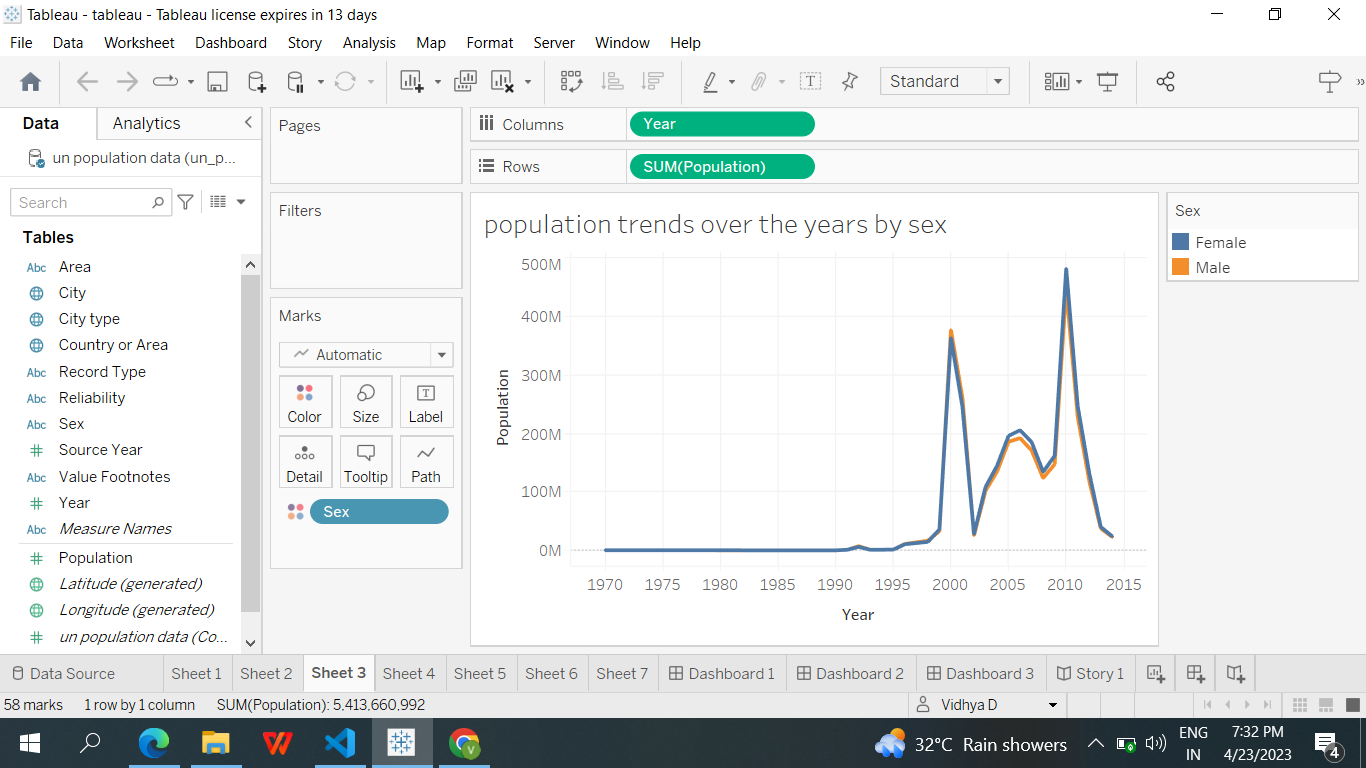 Tableau - tableau - Tableau license expires in 13 days
File Data Worksheet Dashboard Story Analysis Map Format Server Window Help
Standard
Data Analytics
un population data (un_p...
Search
Tables
Abc Area
City
City type
Country or Area
Abc Record Type
Abc Reliability
Abc Sex
Source Year
Abc Value Footnotes
Year
Abc Measure Names
Population
Latitude (generated)
Longitude (generated)
un population data (Co...
Pages
Filters
Marks
Automatic
Color Size Label
Detail Tooltip Path
Sex
Columns Year
Rows SUM(Population)
population trends over the years by sex
500M
400M
300M
200M
100M
0M
Population
1970 1975 1980 1985 1990 1995 2000 2005 2010 2015
Year
Sex
Female
Male
Data Source Sheet 1 Sheet 2 Sheet 3 Sheet 4 Sheet 5 Sheet 6 Sheet 7 Dashboard 1 Dashboard 2 Dashboard 3 Story 1
58 marks 1 row by 1 column SUM(Population): 5,413,660,992 Vidhya D
32°C Rain showers
ENG
IN
7:32 PM
4/23/2023
4